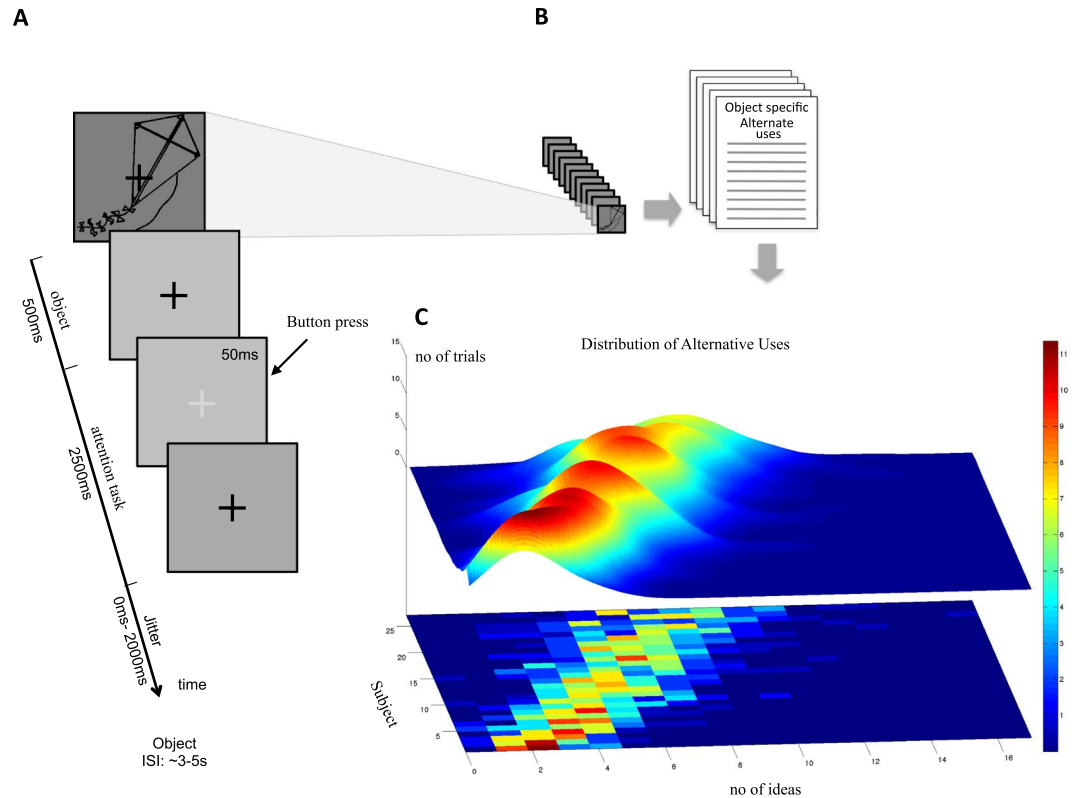 A
B
Object specific
Alternate
uses
object
500ms
Button press
50ms
attention task
2500ms
Jitter
0ms- 2000ms
time
Object
ISI: ~3-5s
C
no of trials
Distribution of Alternative Uses
15
10
5
0
25
20
15
10
5
Subject
0
2
4
6
8
10
12
14
16
no of ideas
11
10
9
8
7
6
5
4
3
2
1